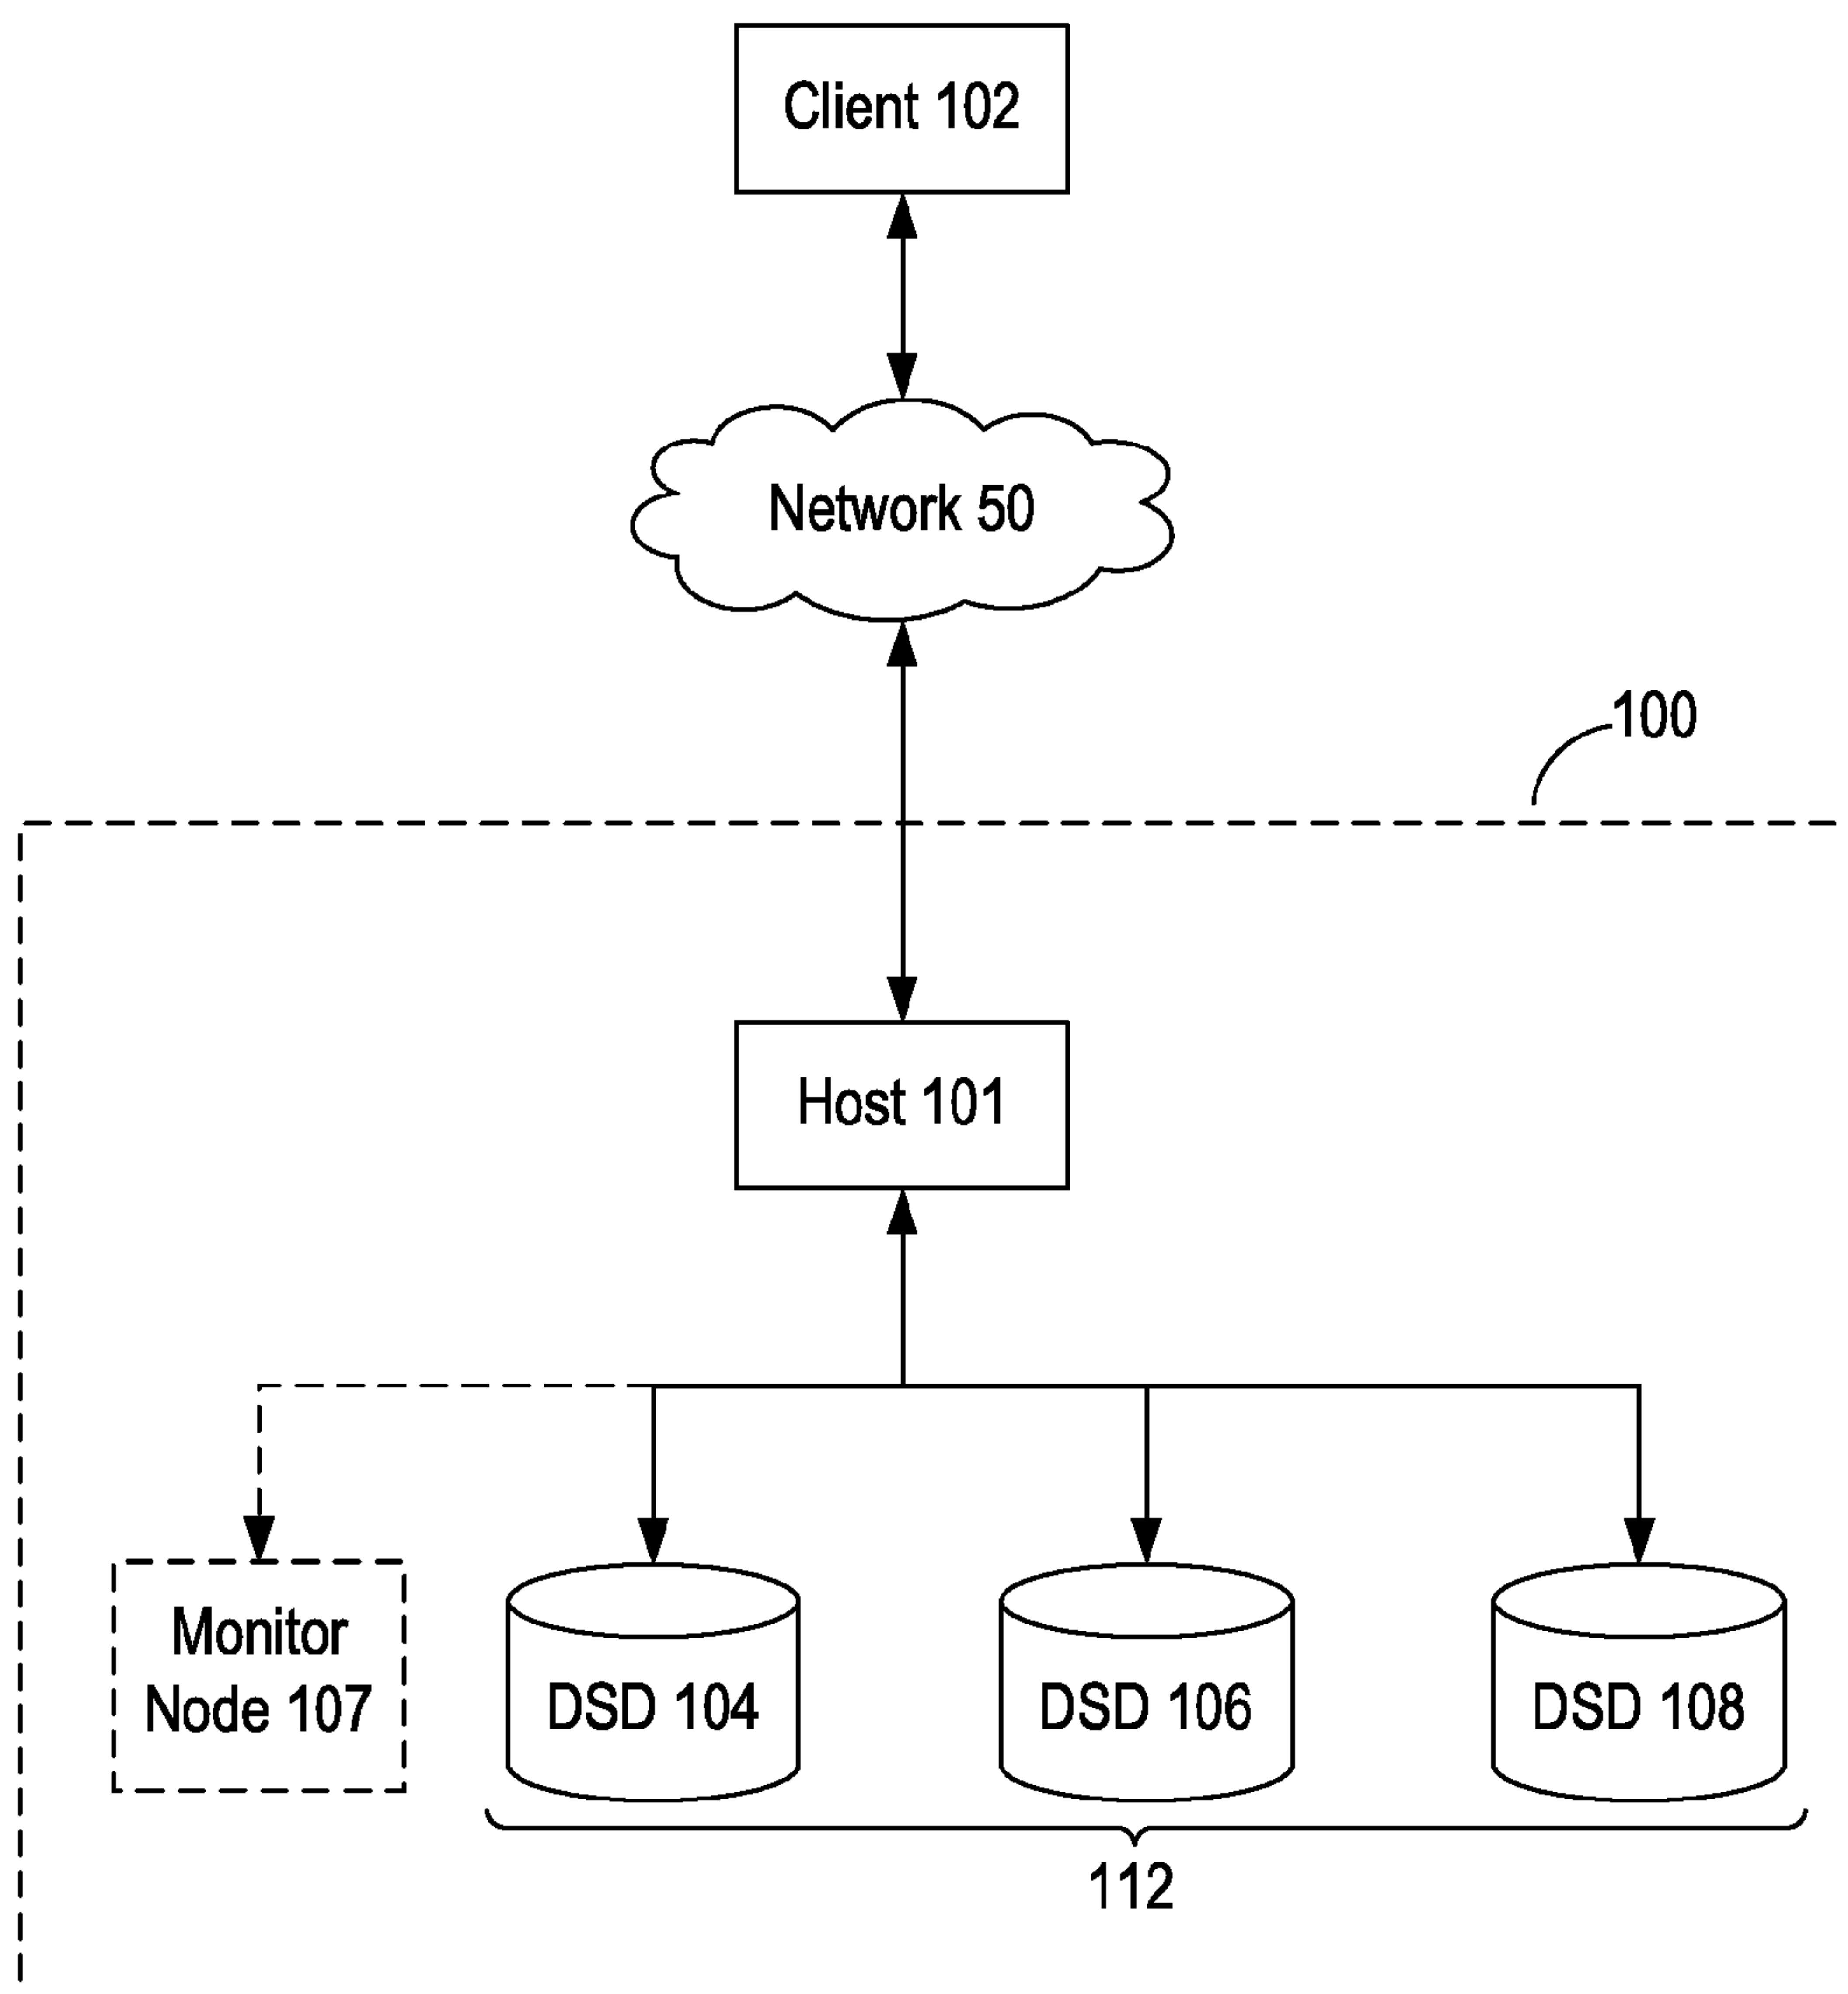 Client 102
Network 50
100
Host 101
Monitor
Node 107
DSD 104
DSD 106
DSD 108
112